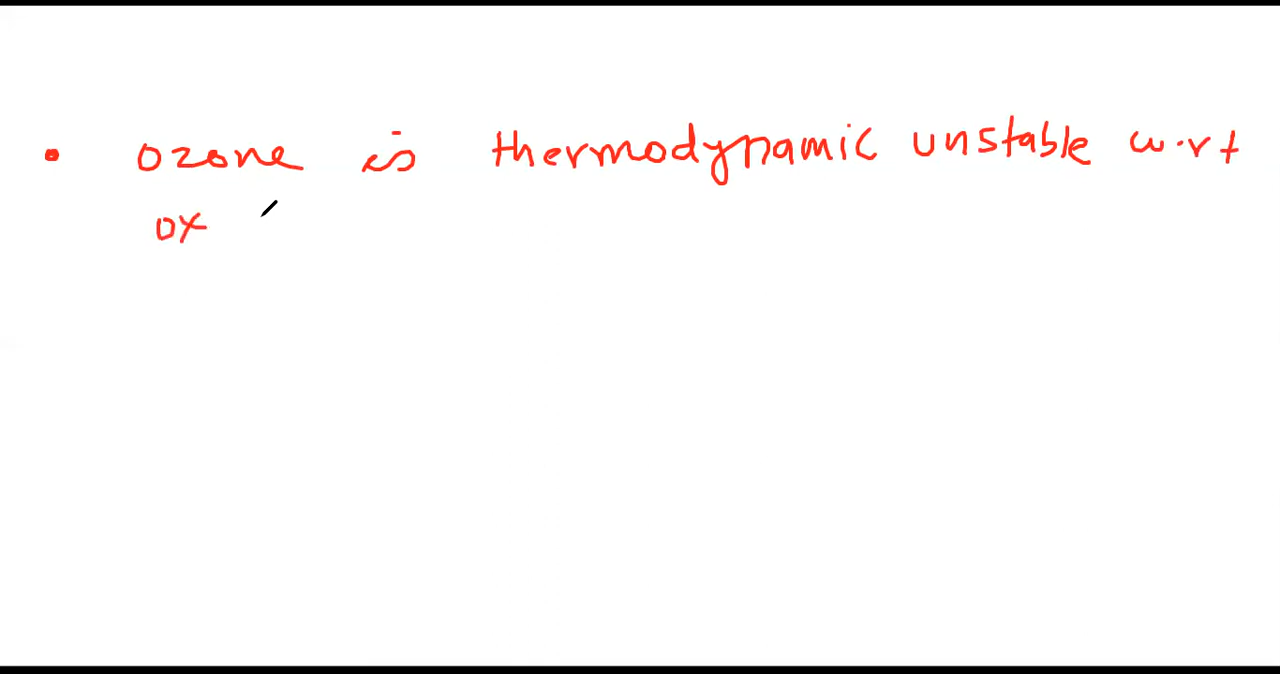 • ozone is thermodynamic unstable w.r.t
ox